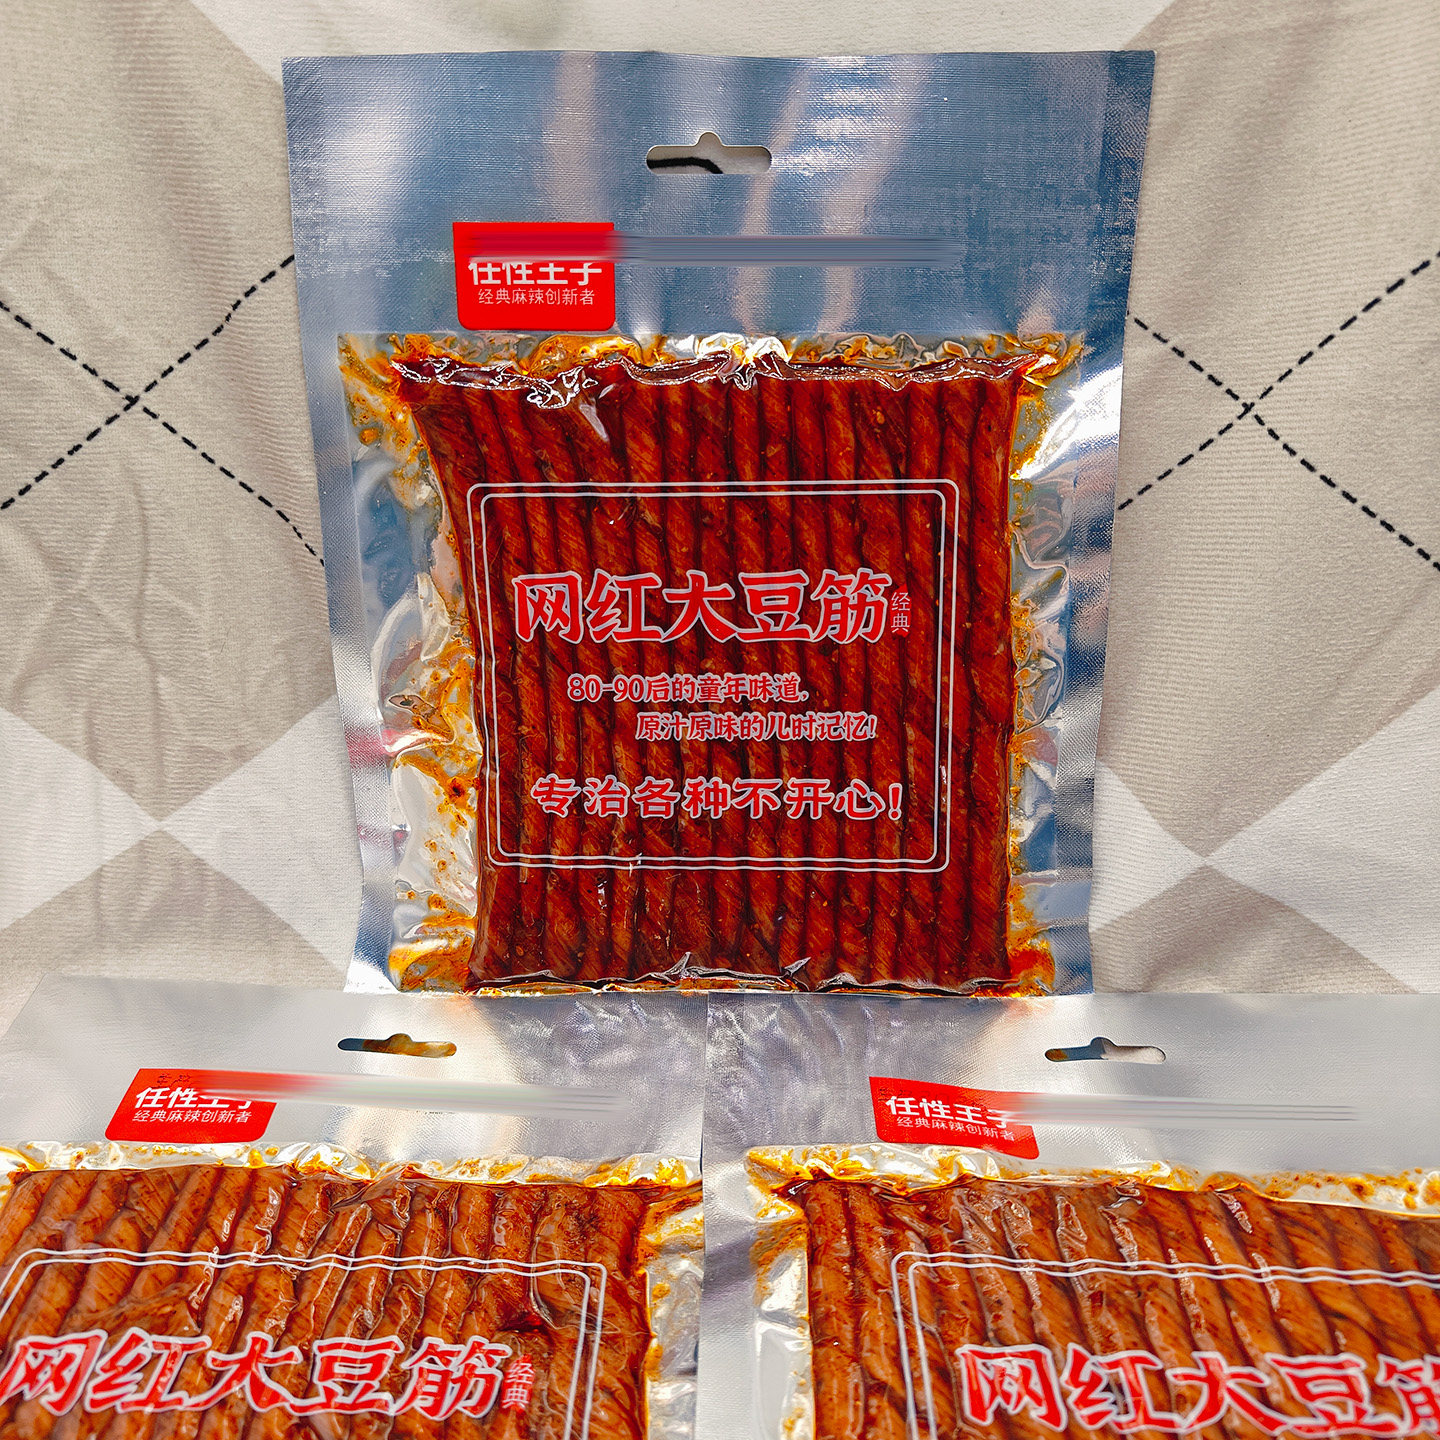 任性王子
经典麻辣创新者
网红大豆筋
经典
80-90后的童年味道,
原汁原味的儿时记忆!
专治各种不开心!
任性王子
经典麻辣创新者
网红大豆筋
经典
任性王子
经典麻辣创新者
网红大豆筋